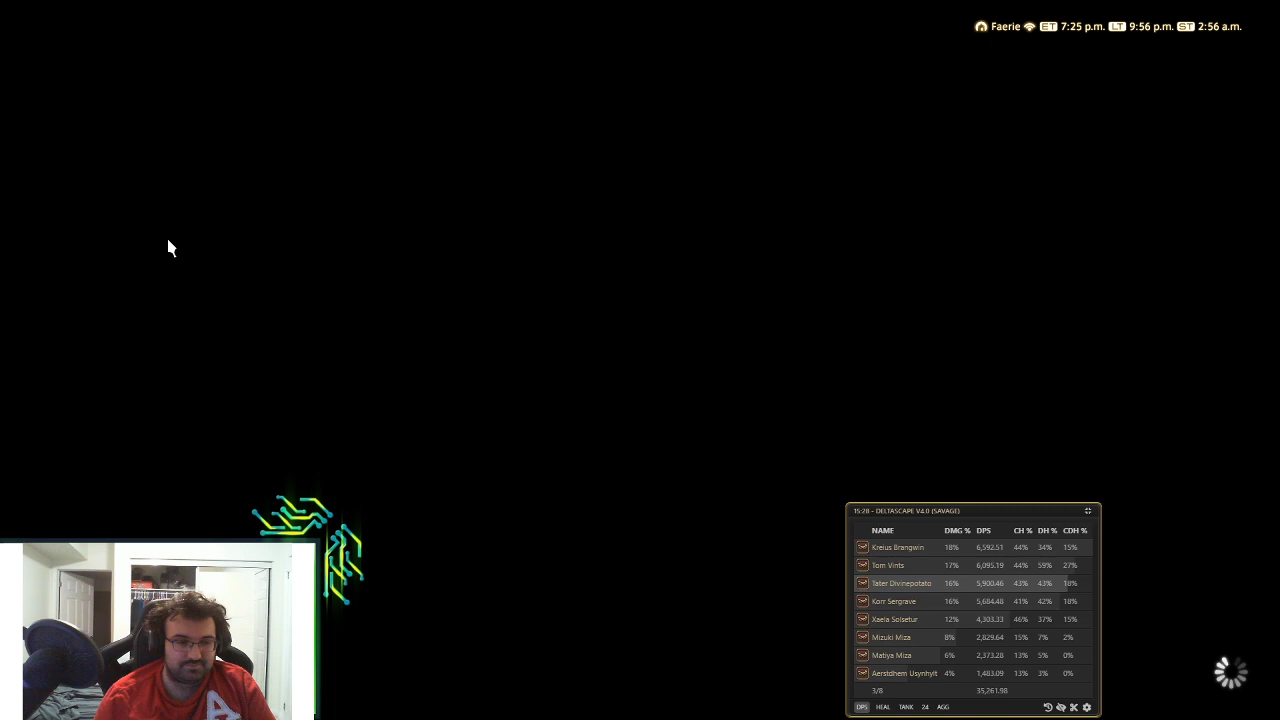 Faerie ET 7:25 p.m. LT 9:56 p.m. ST 2:56 a.m.
15:28 - DELTASCAPE V4.0 (SAVAGE)
NAME DMG % DPS CH % DH % CDH %
Kreius Brangwin 18% 6,592.51 44% 34% 15%
Tom Vints 17% 6,095.19 44% 59% 27%
Tater Divinepotato 16% 5,900.46 43% 43% 18%
Korr Sergrave 16% 5,684.48 41% 42% 18%
Xaela Solsetur 12% 4,303.33 46% 37% 15%
Mizuki Miza 8% 2,829.64 15% 7% 2%
Matiya Miza 6% 2,373.28 13% 5% 0%
Aerstdhem Usynhyit 4% 1,483.09 13% 3% 0%
3/8 35,261.98
DPS HEAL TANK 24 AGG
A